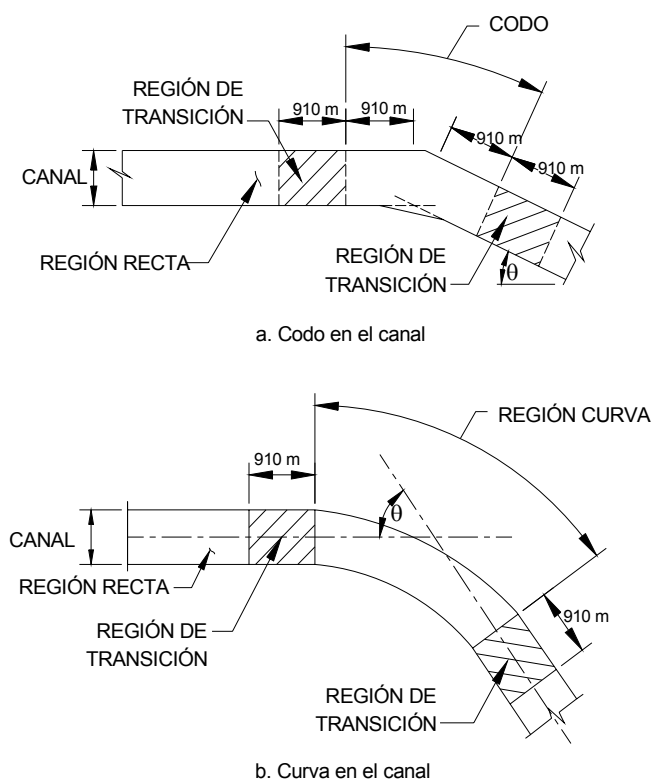 CODO
REGIÓN DE
TRANSICIÓN
910 m
910 m
910 m
910 m
CANAL
REGIÓN RECTA
REGIÓN DE
TRANSICIÓN
θ
a. Codo en el canal
REGIÓN CURVA
910 m
θ
CANAL
REGIÓN RECTA
910 m
REGIÓN DE
TRANSICIÓN
REGIÓN DE
TRANSICIÓN
b. Curva en el canal